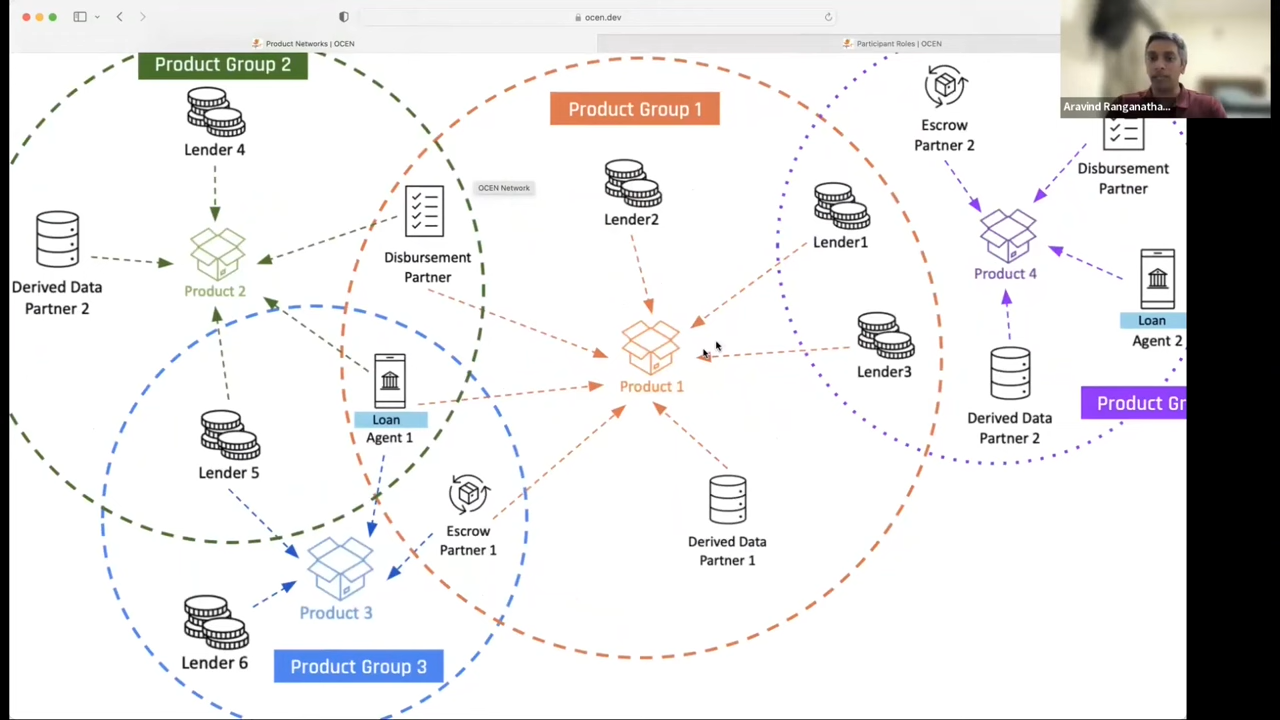 ocen.dev
Product Networks | OCEN
Participant Roles | OCEN
Aravind Ranganatha...
Product Group 2
Lender 4
Derived Data
Partner 2
Product 2
Disbursement
Partner
OCEN Network
Product Group 1
Lender2
Lender1
Lender3
Product 1
Loan
Agent 1
Escrow
Partner 1
Derived Data
Partner 1
Lender 5
Product 3
Lender 6
Product Group 3
Escrow
Partner 2
Disbursement
Partner
Product 4
Loan
Agent 2
Derived Data
Partner 2
Product Gr